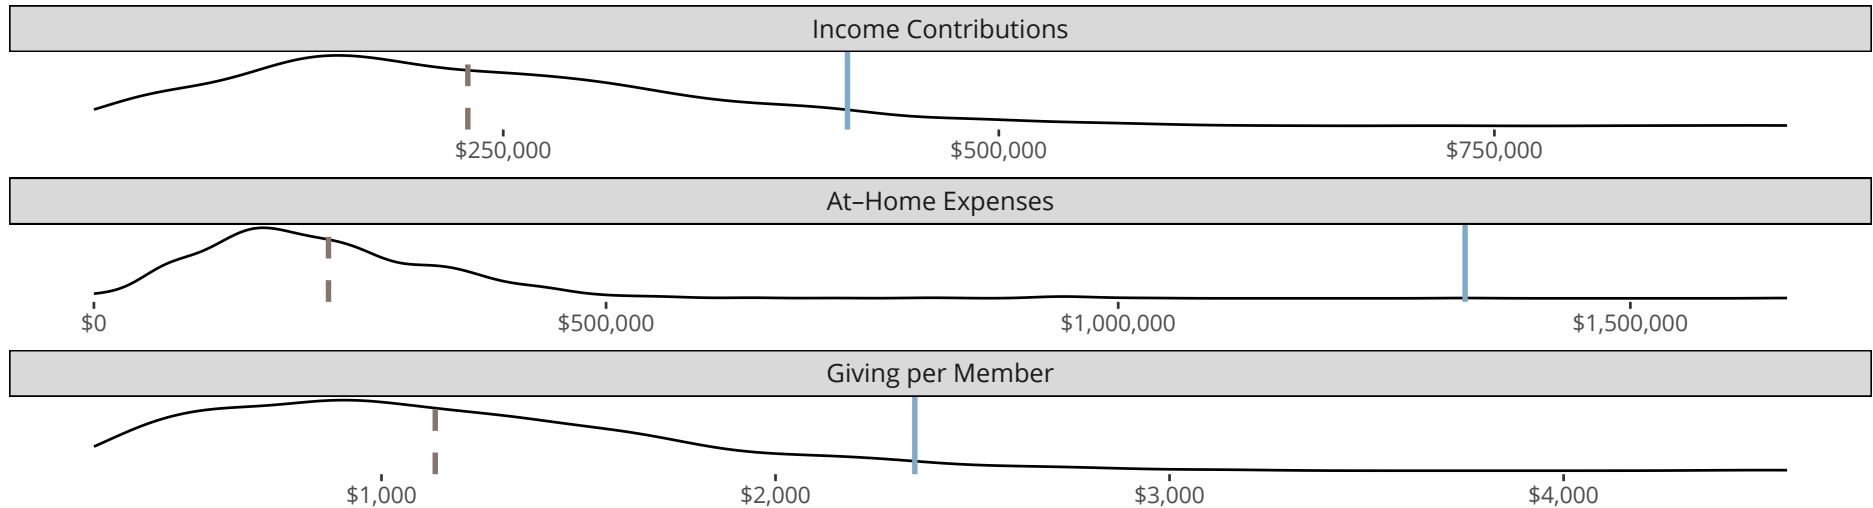 Income Contributions
$250,000 $500,000 $750,000
At–Home Expenses
$0 $500,000 $1,000,000 $1,500,000
Giving per Member
$1,000 $2,000 $3,000 $4,000